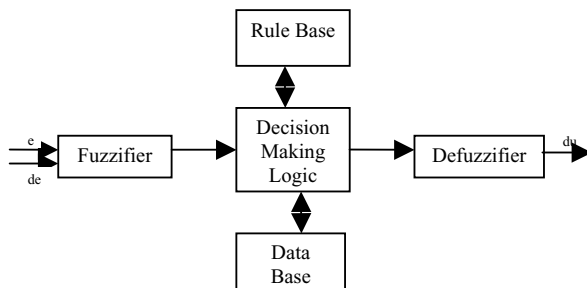 Rule Base
e
de
Fuzzifier
Decision
Making
Logic
Defuzzifier
du
Data
Base